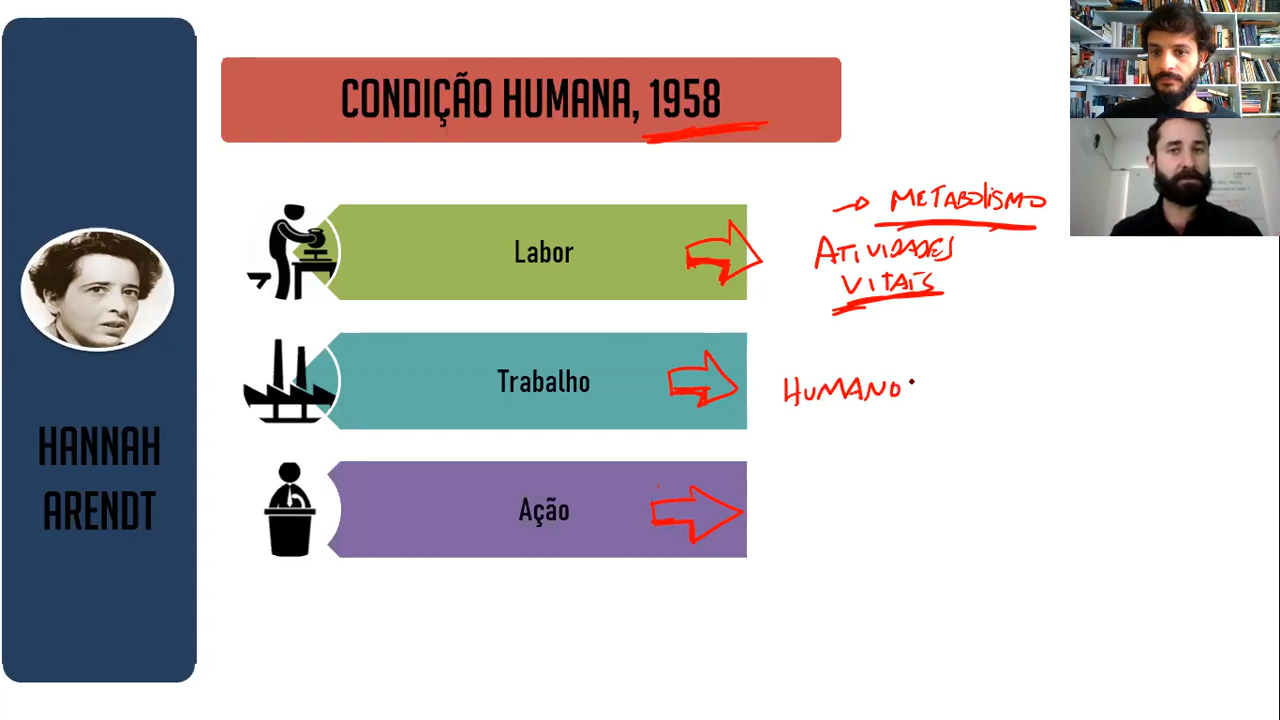 CONDIÇÃO HUMANA, 1958
HANNAH
ARENDT
Labor
→ METABOLISMO
ATIVIDADES
VITAIS
Trabalho
HUMANO
Ação